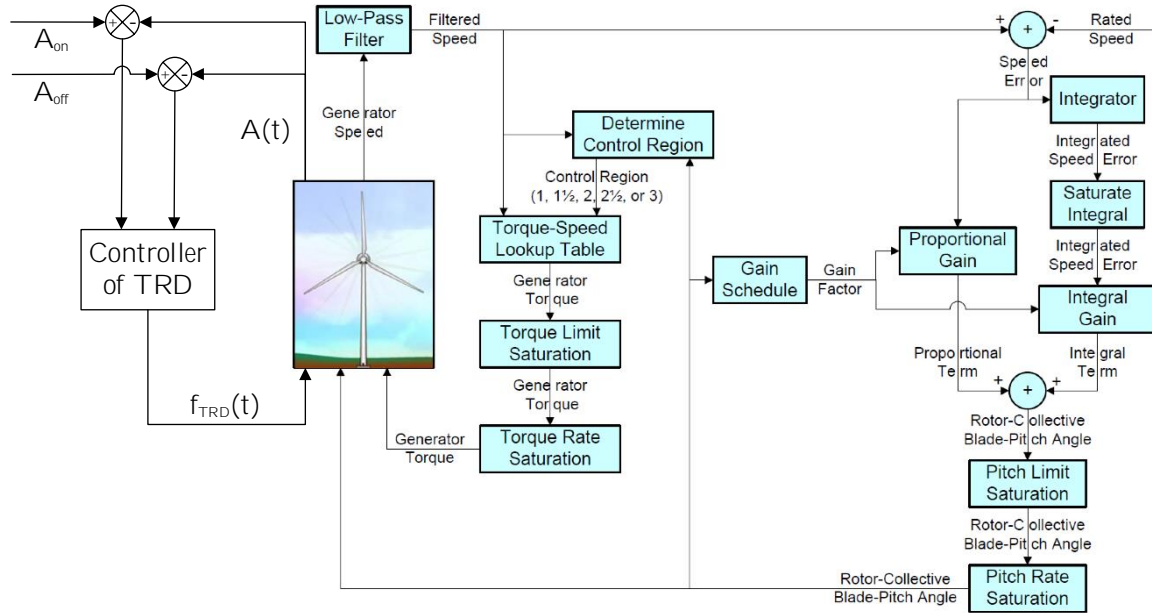 +
-
A_on
+
-
A_off
A(t)
Controller
of TRD
f_TRD(t)
Low-Pass
Filter
Generator
Speed
Filtered
Speed
Determine
Control Region
Control Region
(1, 1½, 2, 2½, or 3)
Torque-Speed
Lookup Table
Generator
Torque
Torque Limit
Saturation
Generator
Torque
Torque Rate
Saturation
Generator
Torque
Gain
Schedule
Gain
Factor
+
+
-
Rated
Speed
Speed
Error
Integrator
Integrated
Speed Error
Saturate
Integral
Integrated
Speed Error
Proportional
Gain
Integral
Gain
Proportional
Term
Integral
Term
+
+
+
Rotor-Collective
Blade-Pitch Angle
Pitch Limit
Saturation
Rotor-Collective
Blade-Pitch Angle
Pitch Rate
Saturation
Rotor-Collective
Blade-Pitch Angle